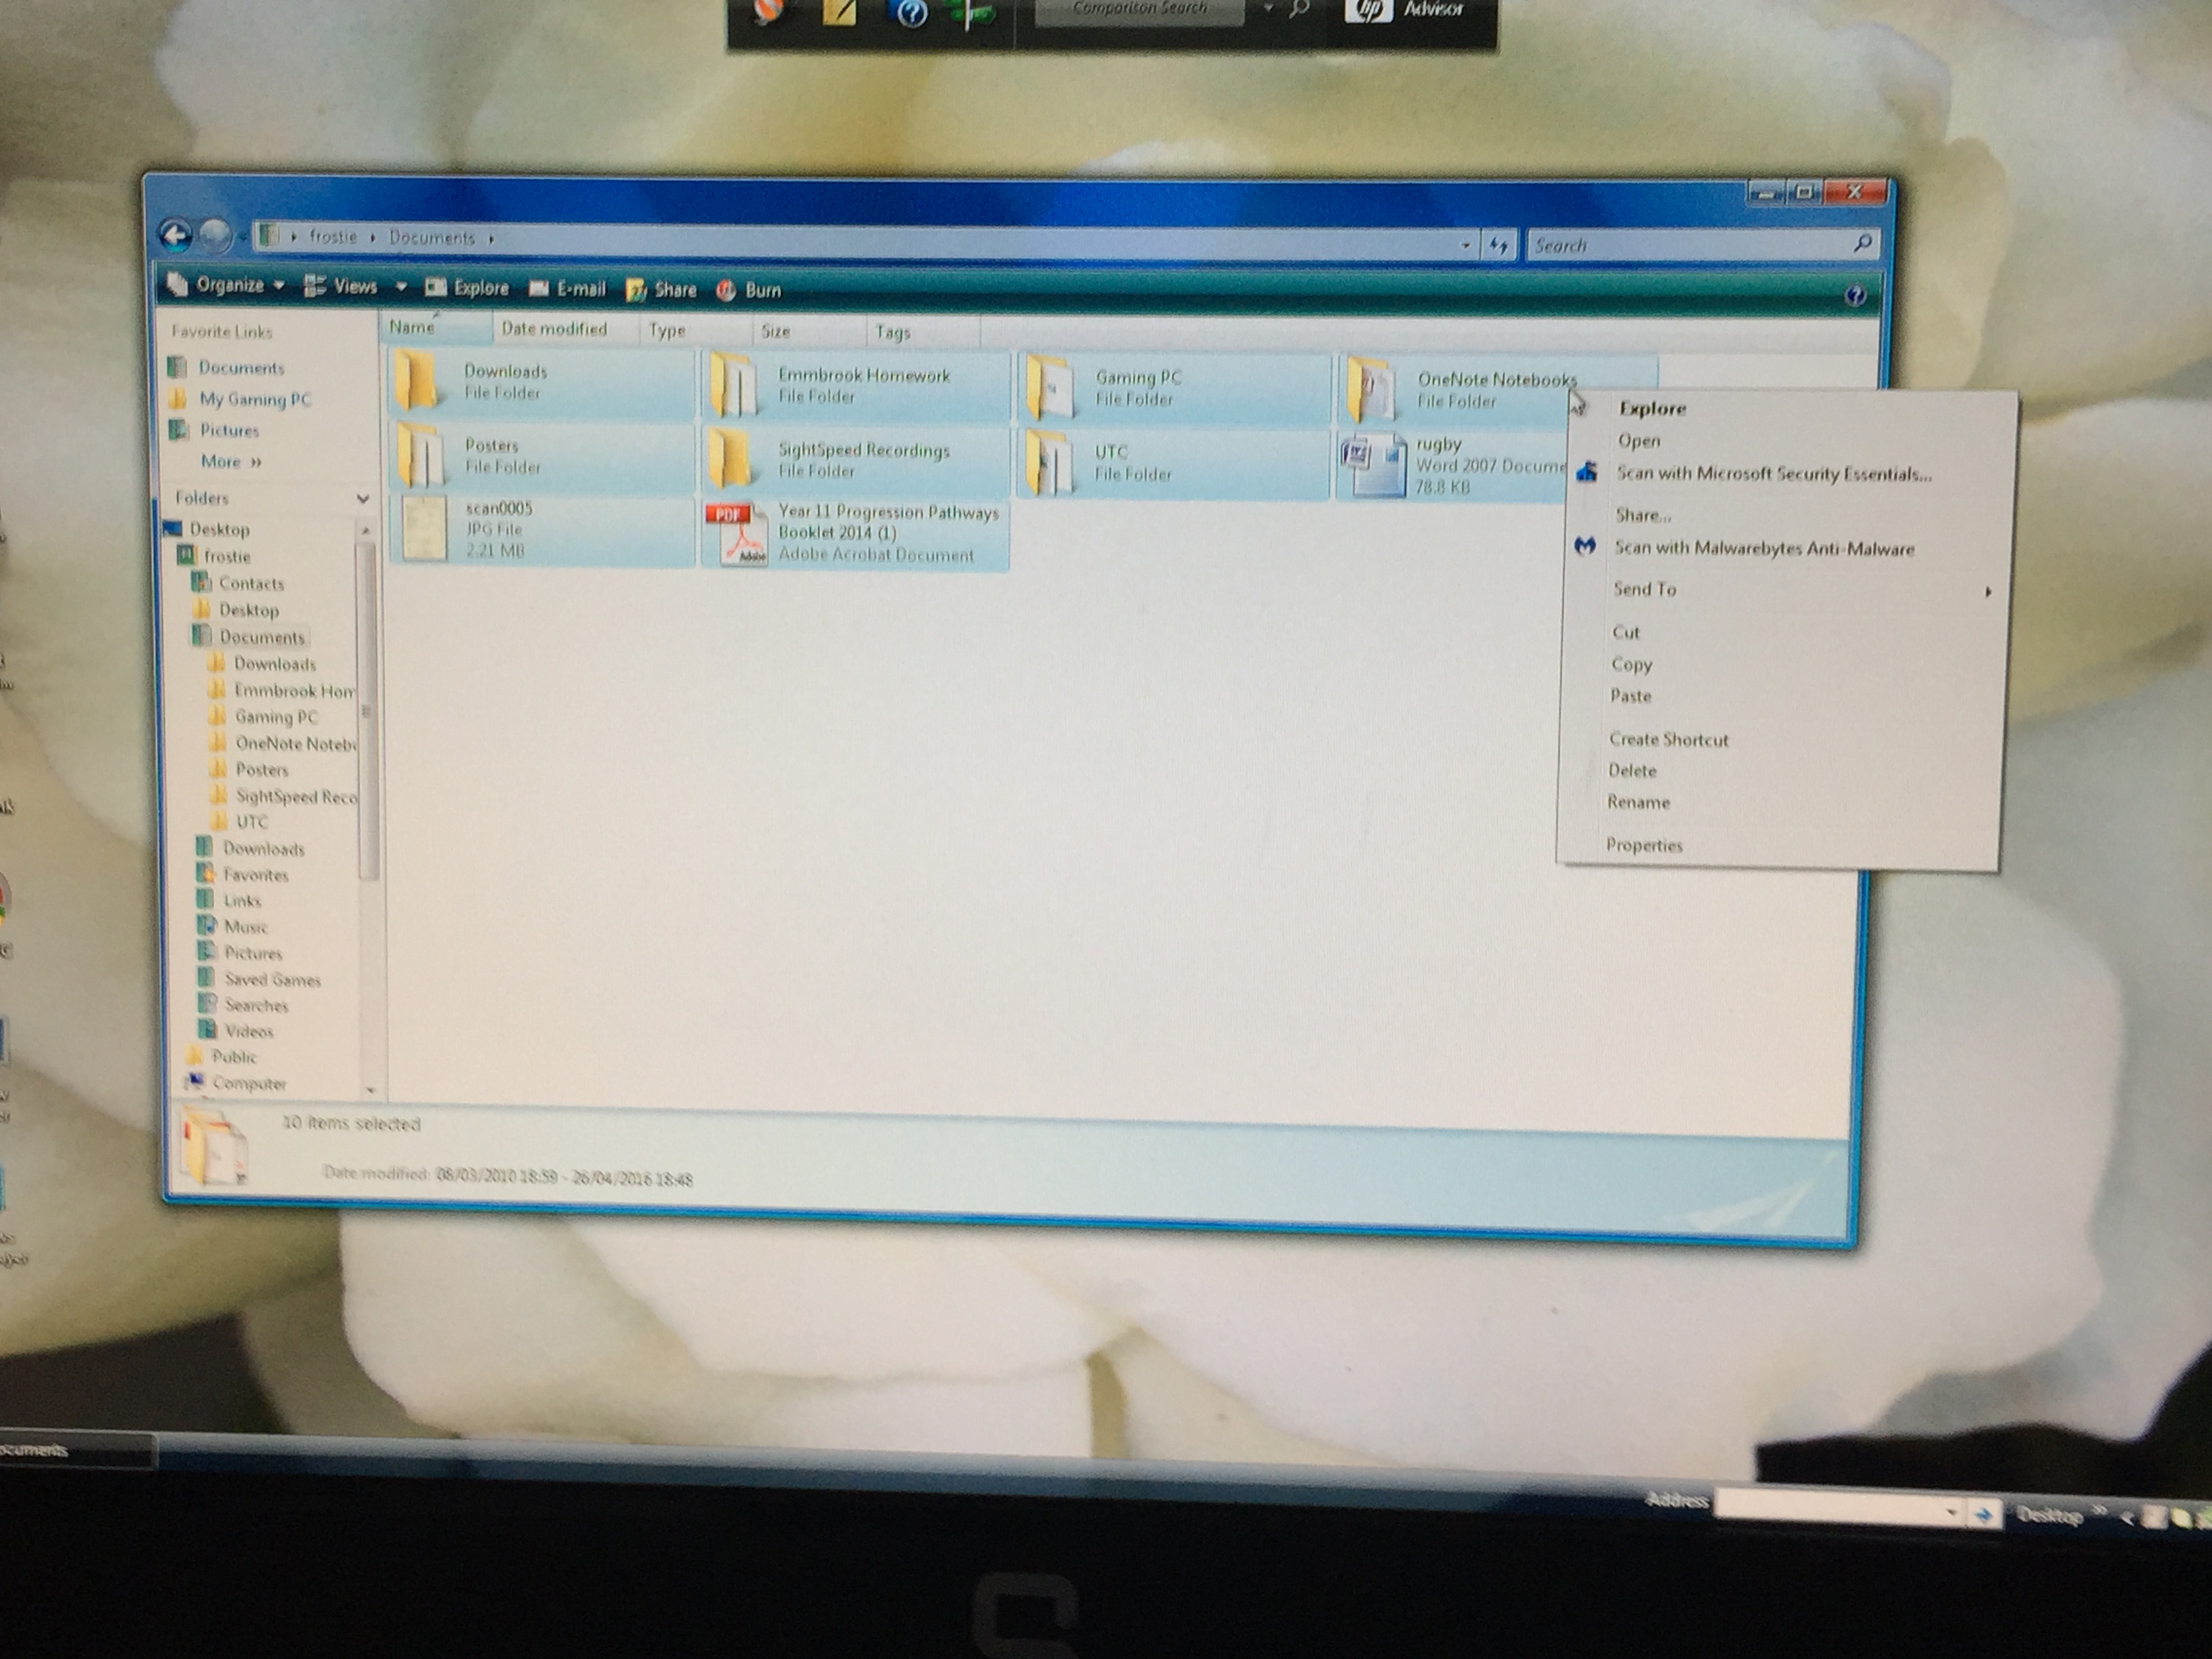 Comparison Search
hp Advisor
frostie Documents
Search
Organize Views Explore E-mail Share Burn
Favorite Links
Documents
My Gaming PC
Pictures
More »
Folders
Desktop
frostie
Contacts
Desktop
Documents
Downloads
Emmbrook Hom
Gaming PC
OneNote Notebo
Posters
SightSpeed Reco
UTC
Downloads
Favorites
Links
Music
Pictures
Saved Games
Searches
Videos
Public
Computer
Name Date modified Type Size Tags
Downloads
File Folder
Emmbrook Homework
File Folder
Gaming PC
File Folder
OneNote Notebooks
File Folder
Posters
File Folder
SightSpeed Recordings
File Folder
UTC
File Folder
rugby
Word 2007 Docume
78.8 KB
scan0005
JPG File
2.21 MB
PDF
Adobe
Year 11 Progression Pathways
Booklet 2014 (1)
Adobe Acrobat Document
Explore
Open
Scan with Microsoft Security Essentials...
Share...
Scan with Malwarebytes Anti-Malware
Send To
Cut
Copy
Paste
Create Shortcut
Delete
Rename
Properties
10 items selected
Date modified: 08/03/2010 18:59 - 26/04/2016 18:48
ocuments
Address
Desktop »